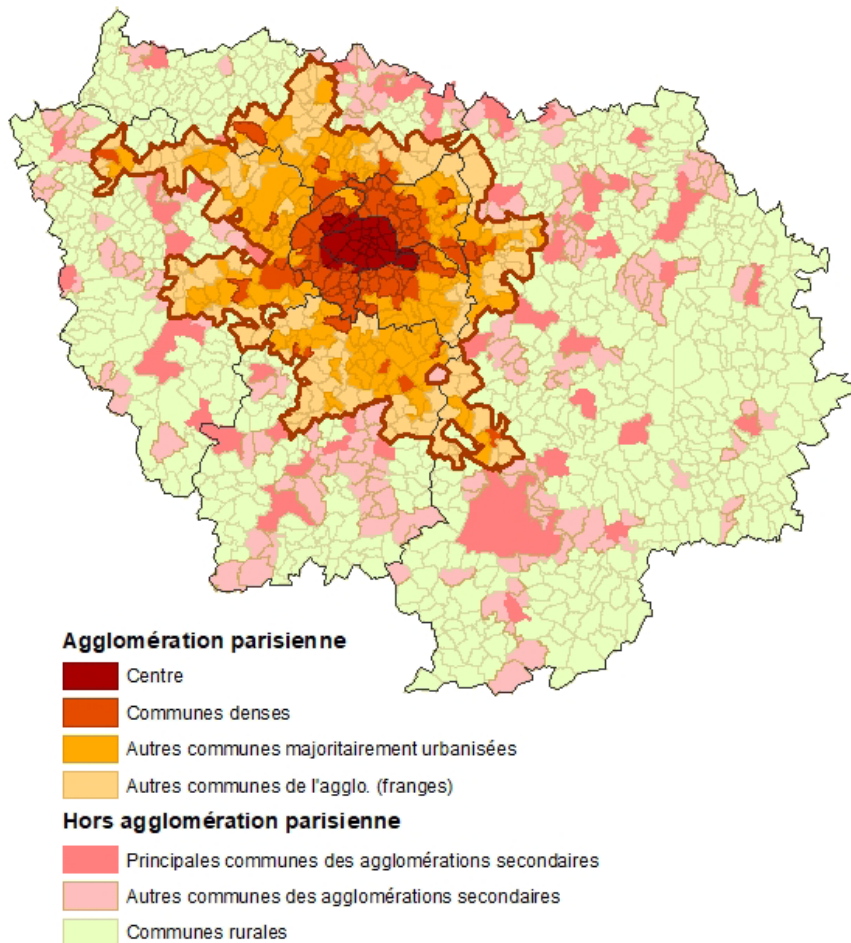 Agglomération parisienne
Centre
Communes denses
Autres communes majoritairement urbanisées
Autres communes de l'agglo. (franges)
Hors agglomération parisienne
Principales communes des agglomérations secondaires
Autres communes des agglomérations secondaires
Communes rurales